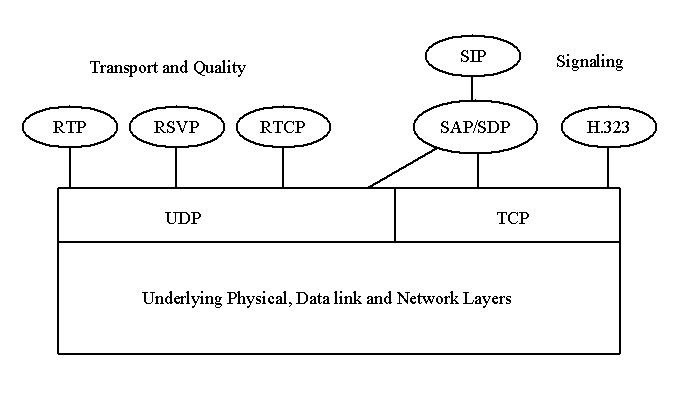 SIP
Transport and Quality
Signaling
RTP
RSVP
RTCP
SAP/SDP
H.323
UDP
TCP
Underlying Physical, Data link and Network Layers